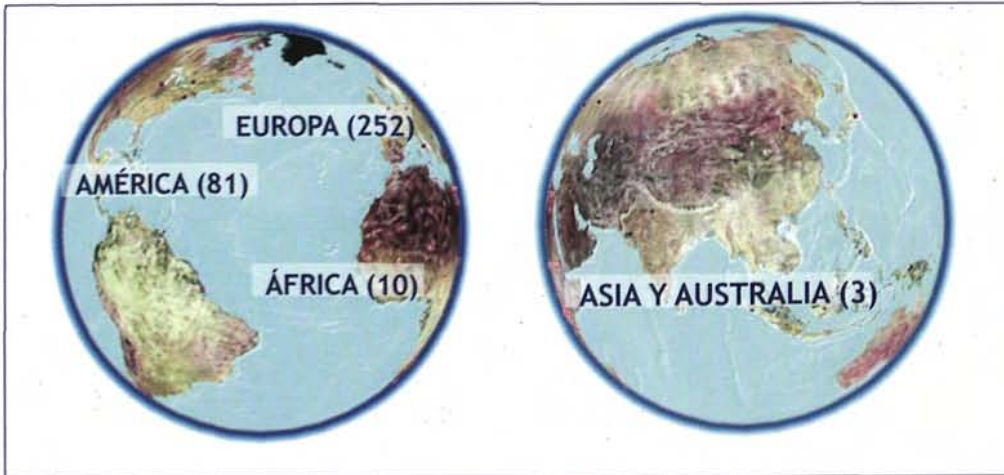 EUROPA (252)
AMÉRICA (81)
ÁFRICA (10)
ASIA Y AUSTRALIA (3)